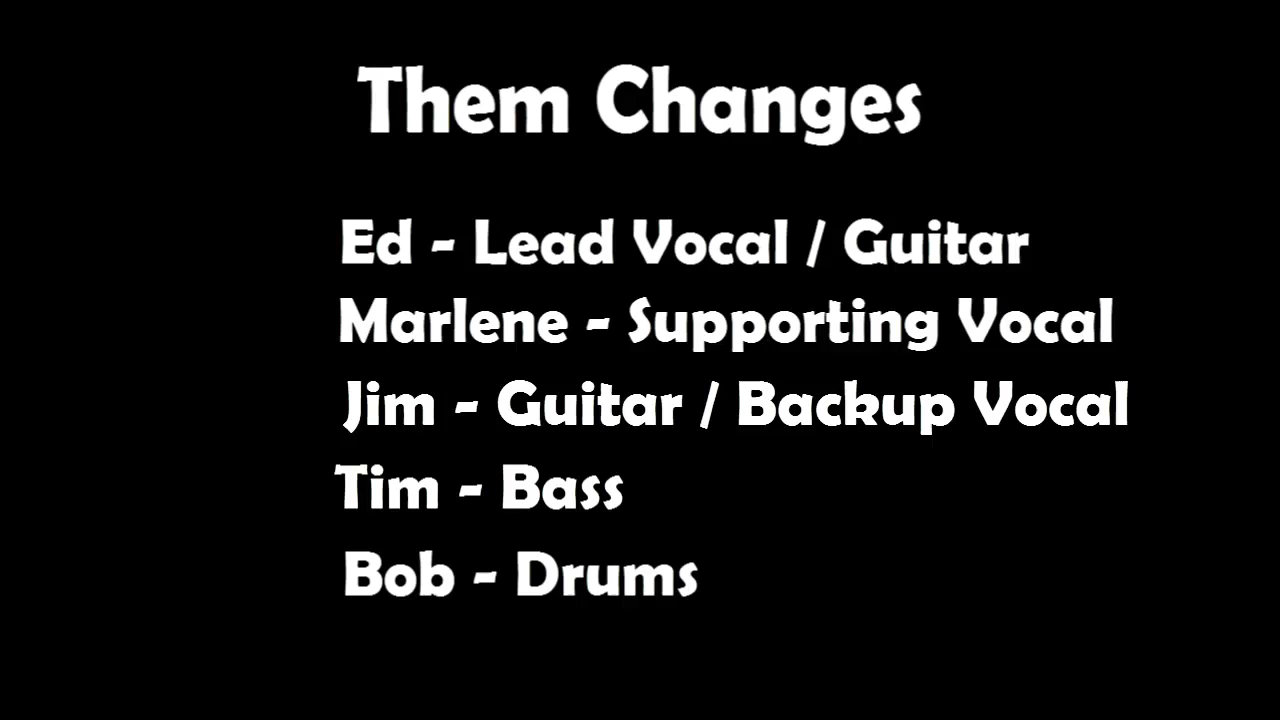 Them Changes
Ed - Lead Vocal / Guitar
Marlene - Supporting Vocal
Jim - Guitar / Backup Vocal
Tim - Bass
Bob - Drums